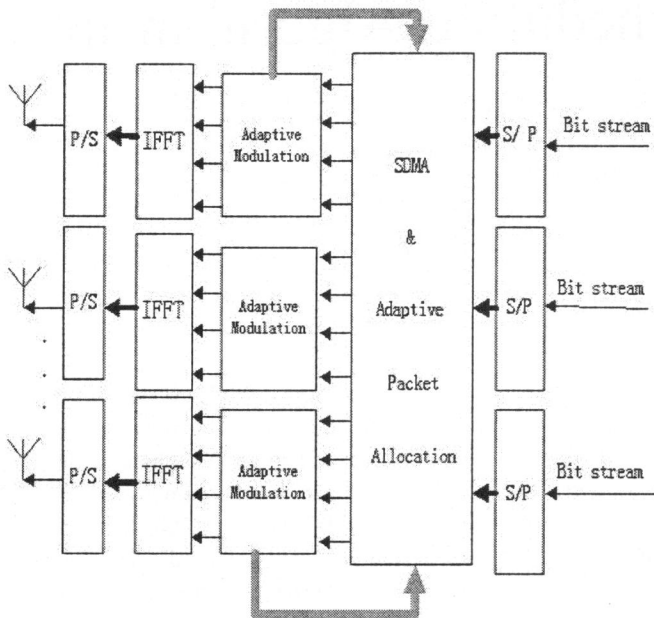 P/S
IFFT
Adaptive
Modulation
SDMA
&
Adaptive
Packet
Allocation
S/ P
Bit stream
P/S
IFFT
Adaptive
Modulation
S/P
Bit stream
P/S
IFFT
Adaptive
Modulation
S/P
Bit stream